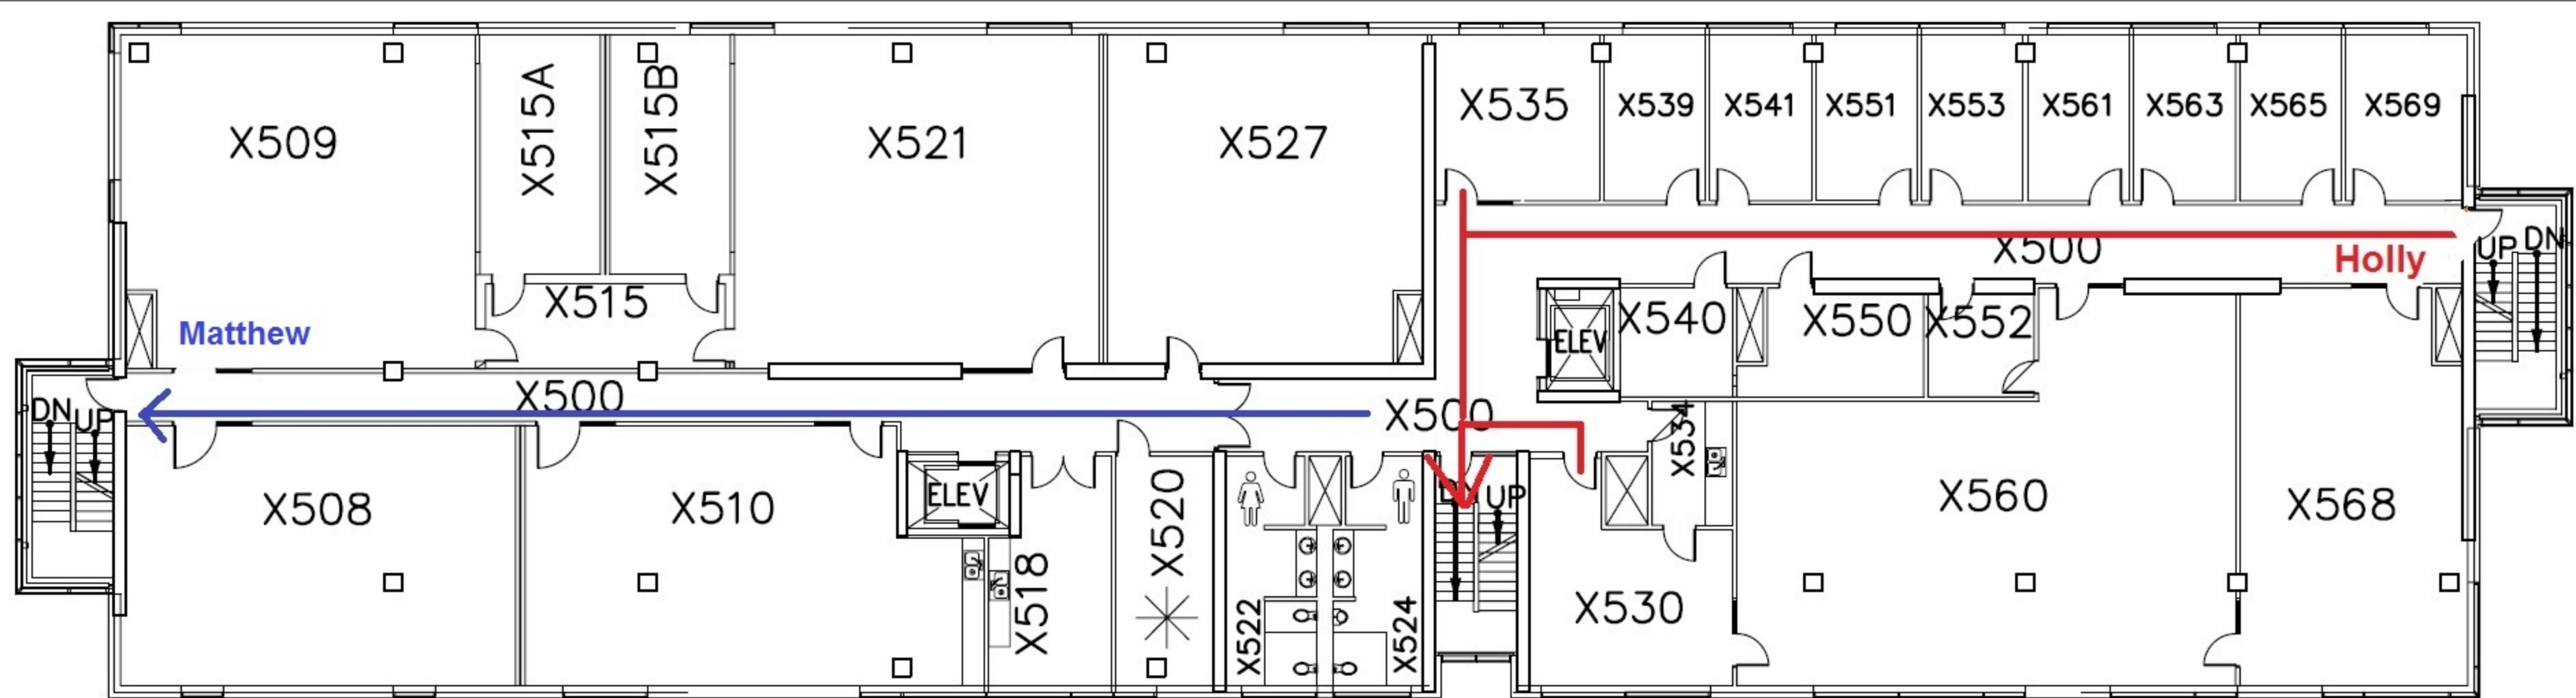 X509
X515A
X515B
X521
X527
X535
X539
X541
X551
X553
X561
X563
X565
X569
X500
UP
DN
Holly
X515
Matthew
ELEV
X540
X550
X552
DN
UP
X500
X500
X534
X508
X510
ELEV
X518
X520
X522
X524
DN
UP
X530
X560
X568